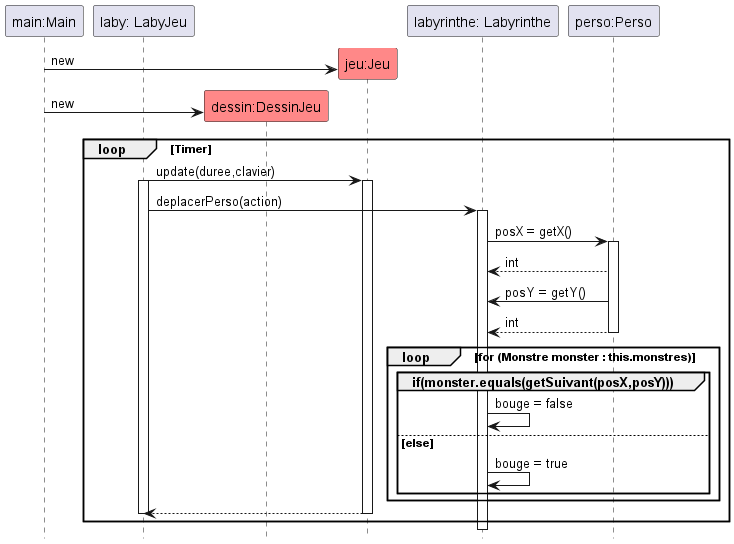 main:Main
laby: LabyJeu
labyrinthe: Labyrinthe
perso:Perso
new
jeu:Jeu
new
dessin:DessinJeu
loop [Timer]
update(duree,clavier)
deplacerPerso(action)
posX = getX()
int
posY = getY()
int
loop [for (Monstre monster : this.monstres)]
if(monster.equals(getSuivant(posX,posY)))
bouge = false
[else]
bouge = true